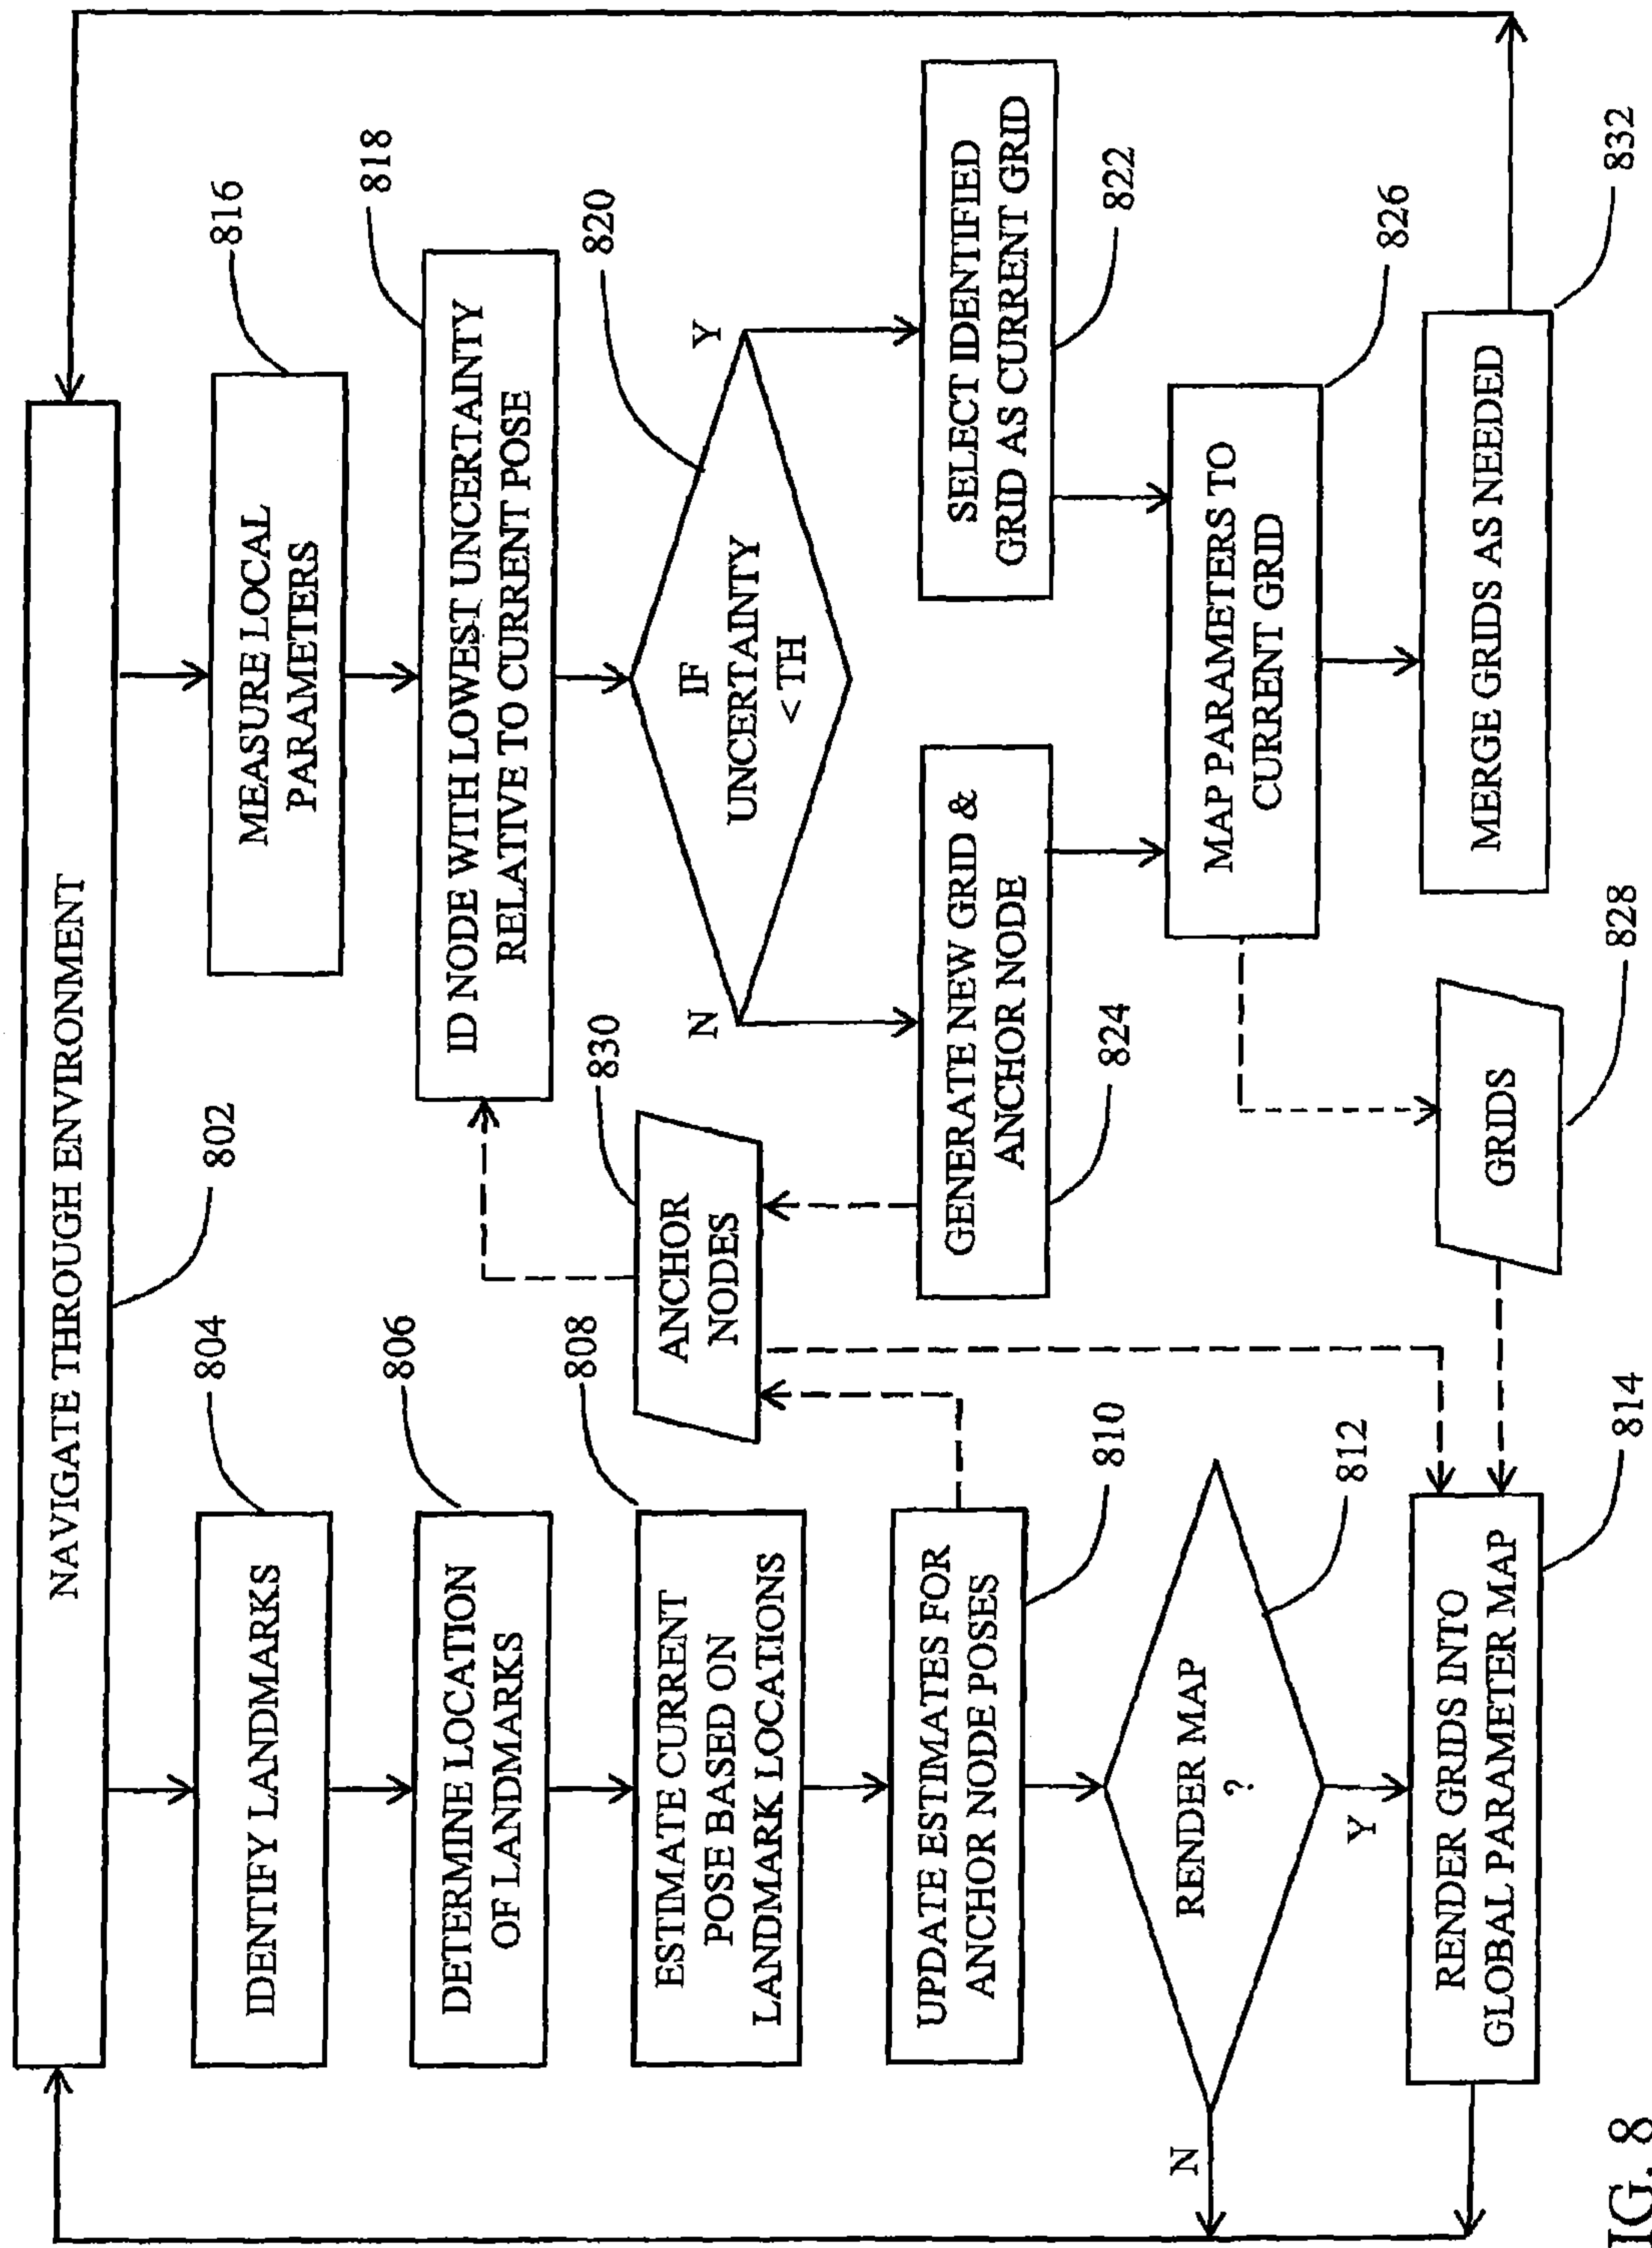 NAVIGATE THROUGH ENVIRONMENT
802
IDENTIFY LANDMARKS
804
DETERMINE LOCATION
OF LANDMARKS
806
ESTIMATE CURRENT
POSE BASED ON
LANDMARK LOCATIONS
808
UPDATE ESTIMATES FOR
ANCHOR NODE POSES
810
RENDER MAP
?
812
N
Y
RENDER GRIDS INTO
GLOBAL PARAMETER MAP
814
MEASURE LOCAL
PARAMETERS
816
ID NODE WITH LOWEST UNCERTAINTY
RELATIVE TO CURRENT POSE
818
ANCHOR
NODES
830
IF
UNCERTAINTY
< TH
820
N
Y
GENERATE NEW GRID &
ANCHOR NODE
824
SELECT IDENTIFIED
GRID AS CURRENT GRID
822
MAP PARAMETERS TO
CURRENT GRID
826
GRIDS
828
MERGE GRIDS AS NEEDED
832
IG. 8